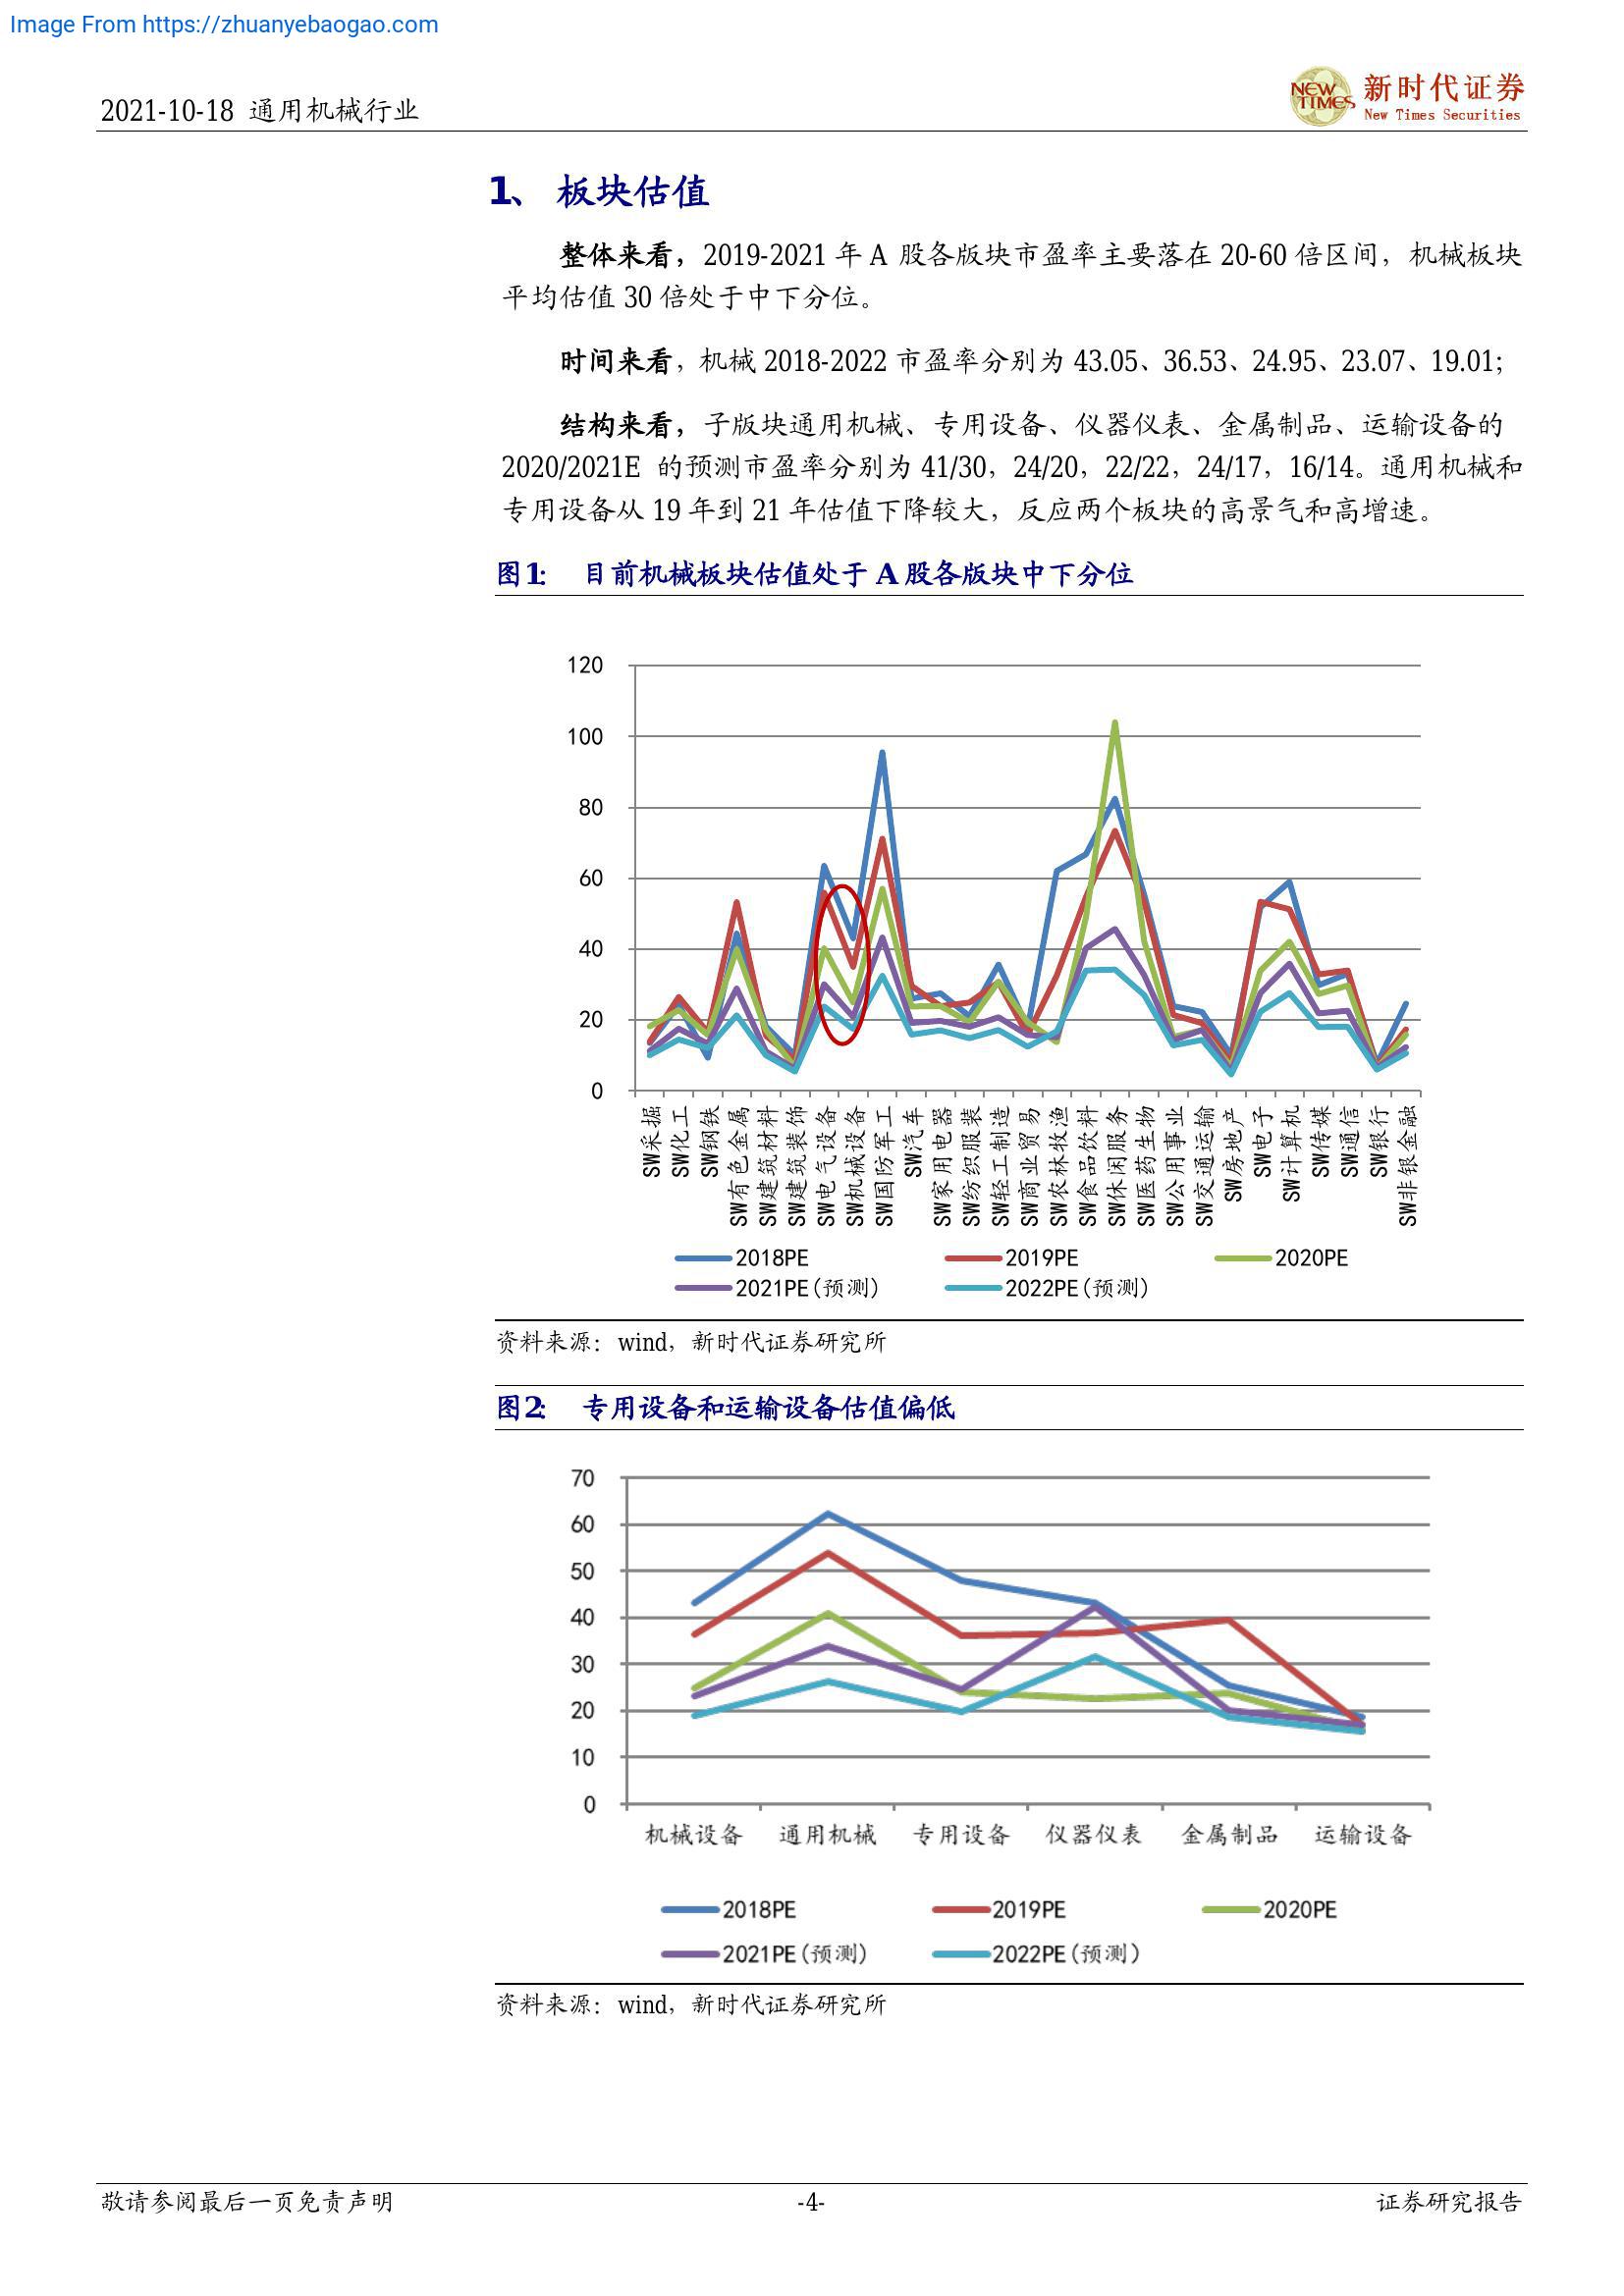 Image From https://zhuanyebaogao.com
2021-10-18 通用机械行业
NEW TIMES
新时代证券
New Times Securities
1、 板块估值
整体来看，2019-2021 年 A 股各版块市盈率主要落在 20-60 倍区间，机械板块
平均估值 30 倍处于中下分位。
时间来看，机械 2018-2022 市盈率分别为 43.05、36.53、24.95、23.07、19.01；
结构来看，子版块通用机械、专用设备、仪器仪表、金属制品、运输设备的
2020/2021E 的预测市盈率分别为 41/30，24/20，22/22，24/17，16/14。通用机械和
专用设备从 19 年到 21 年估值下降较大，反应两个板块的高景气和高增速。
图1: 目前机械板块估值处于 A 股各版块中下分位
120
100
80
60
40
20
0
SW采掘
SW化工
SW钢铁
SW有色金属
SW建筑材料
SW建筑装饰
SW电气设备
SW机械设备
SW国防军工
SW汽车
SW家用电器
SW纺织服装
SW轻工制造
SW商业贸易
SW农林牧渔
SW食品饮料
SW休闲服务
SW医药生物
SW公用事业
SW交通运输
SW房地产
SW电子
SW计算机
SW传媒
SW通信
SW银行
SW非银金融
2018PE 2019PE 2020PE
2021PE(预测) 2022PE(预测)
资料来源：wind，新时代证券研究所
图2: 专用设备和运输设备估值偏低
70
60
50
40
30
20
10
0
机械设备 通用机械 专用设备 仪器仪表 金属制品 运输设备
2018PE 2019PE 2020PE
2021PE(预测) 2022PE(预测)
资料来源：wind，新时代证券研究所
敬请参阅最后一页免责声明 -4- 证券研究报告